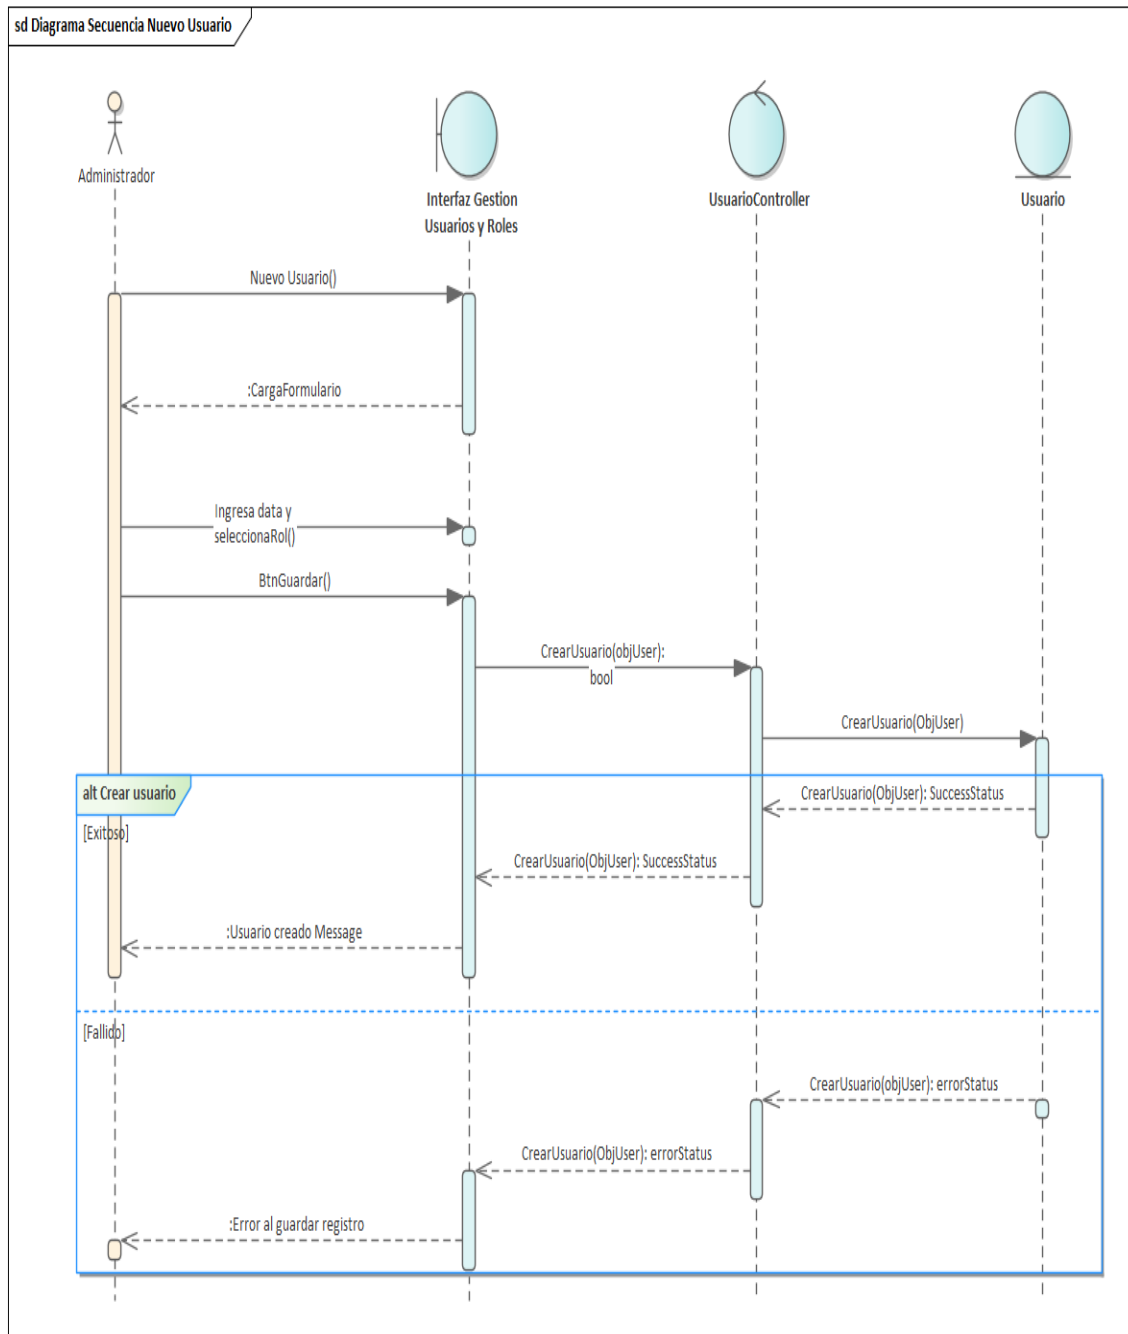 sd Diagrama Secuencia Nuevo Usuario
Administrador
Interfaz Gestion
Usuarios y Roles
UsuarioController
Usuario
Nuevo Usuario()
:CargaFormulario
Ingresa data y
seleccionaRol()
BtnGuardar()
CrearUsuario(objUser):
bool
CrearUsuario(ObjUser)
alt Crear usuario
CrearUsuario(ObjUser): SuccessStatus
[Exitoso]
CrearUsuario(ObjUser): SuccessStatus
:Usuario creado Message
[Fallido]
CrearUsuario(objUser): errorStatus
CrearUsuario(ObjUser): errorStatus
:Error al guardar registro